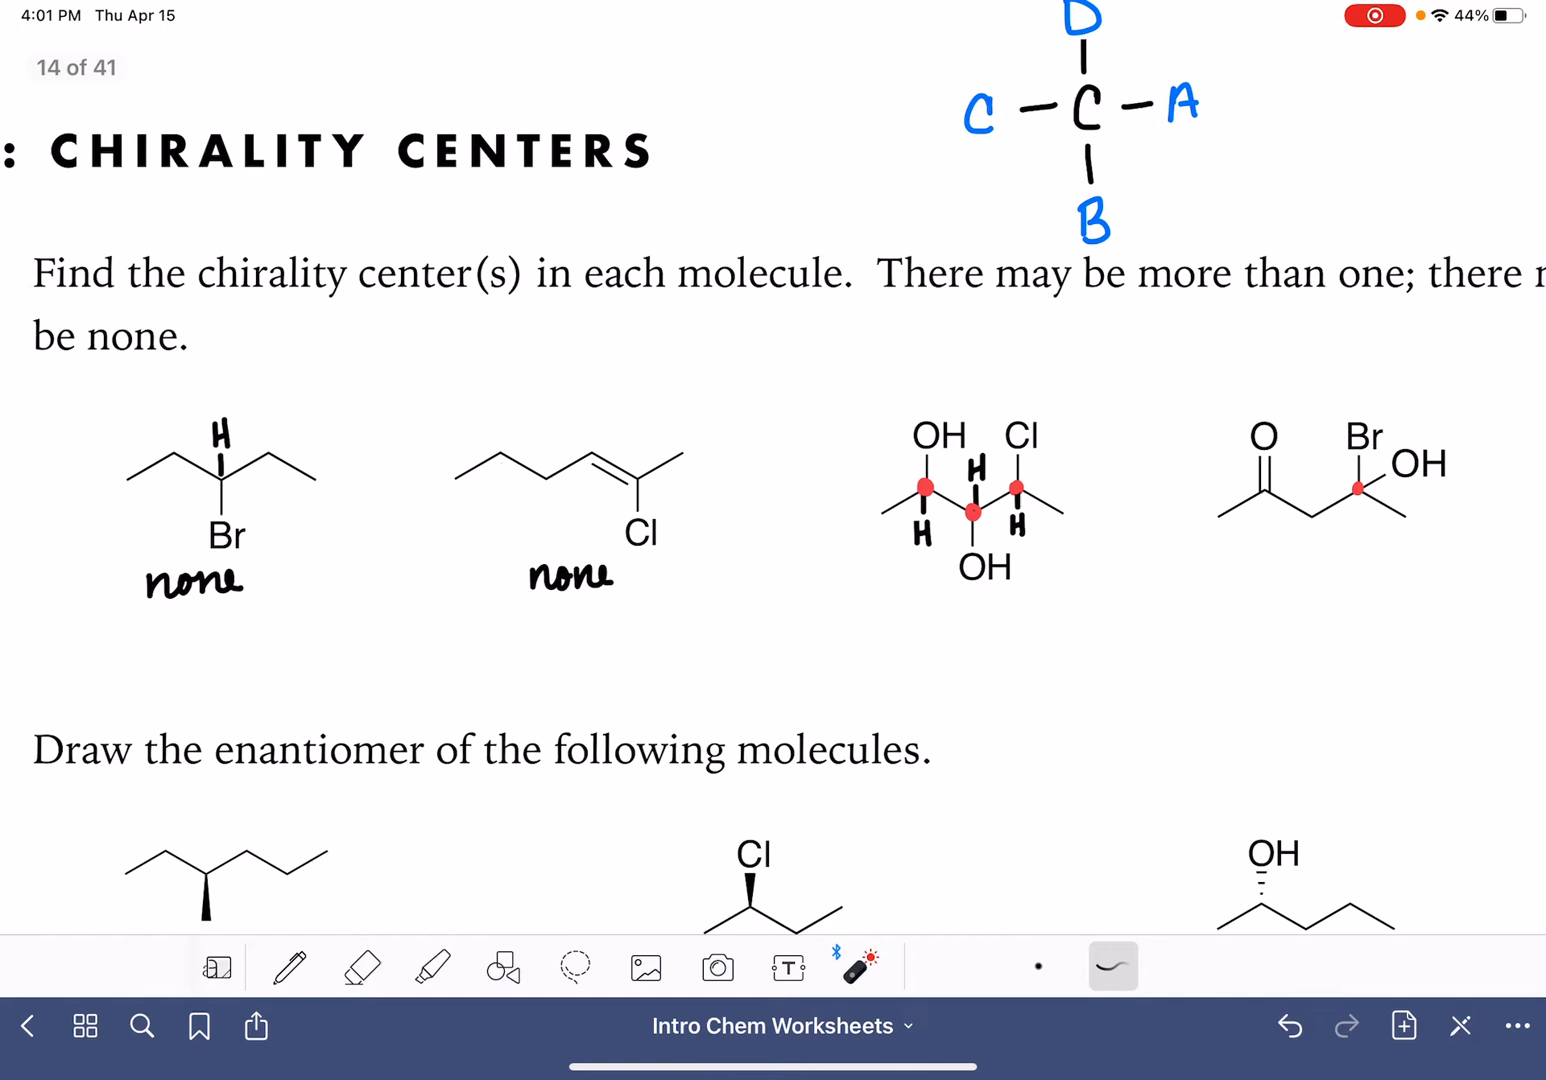 4:01 PM Thu Apr 15
44%
14 of 41
D
C – C – A
B
: CHIRALITY CENTERS
Find the chirality center(s) in each molecule. There may be more than one; there
be none.
H
Br
none
Cl
none
OH Cl
H
H H
OH
O Br
OH
Draw the enantiomer of the following molecules.
Cl
OH
T
Intro Chem Worksheets